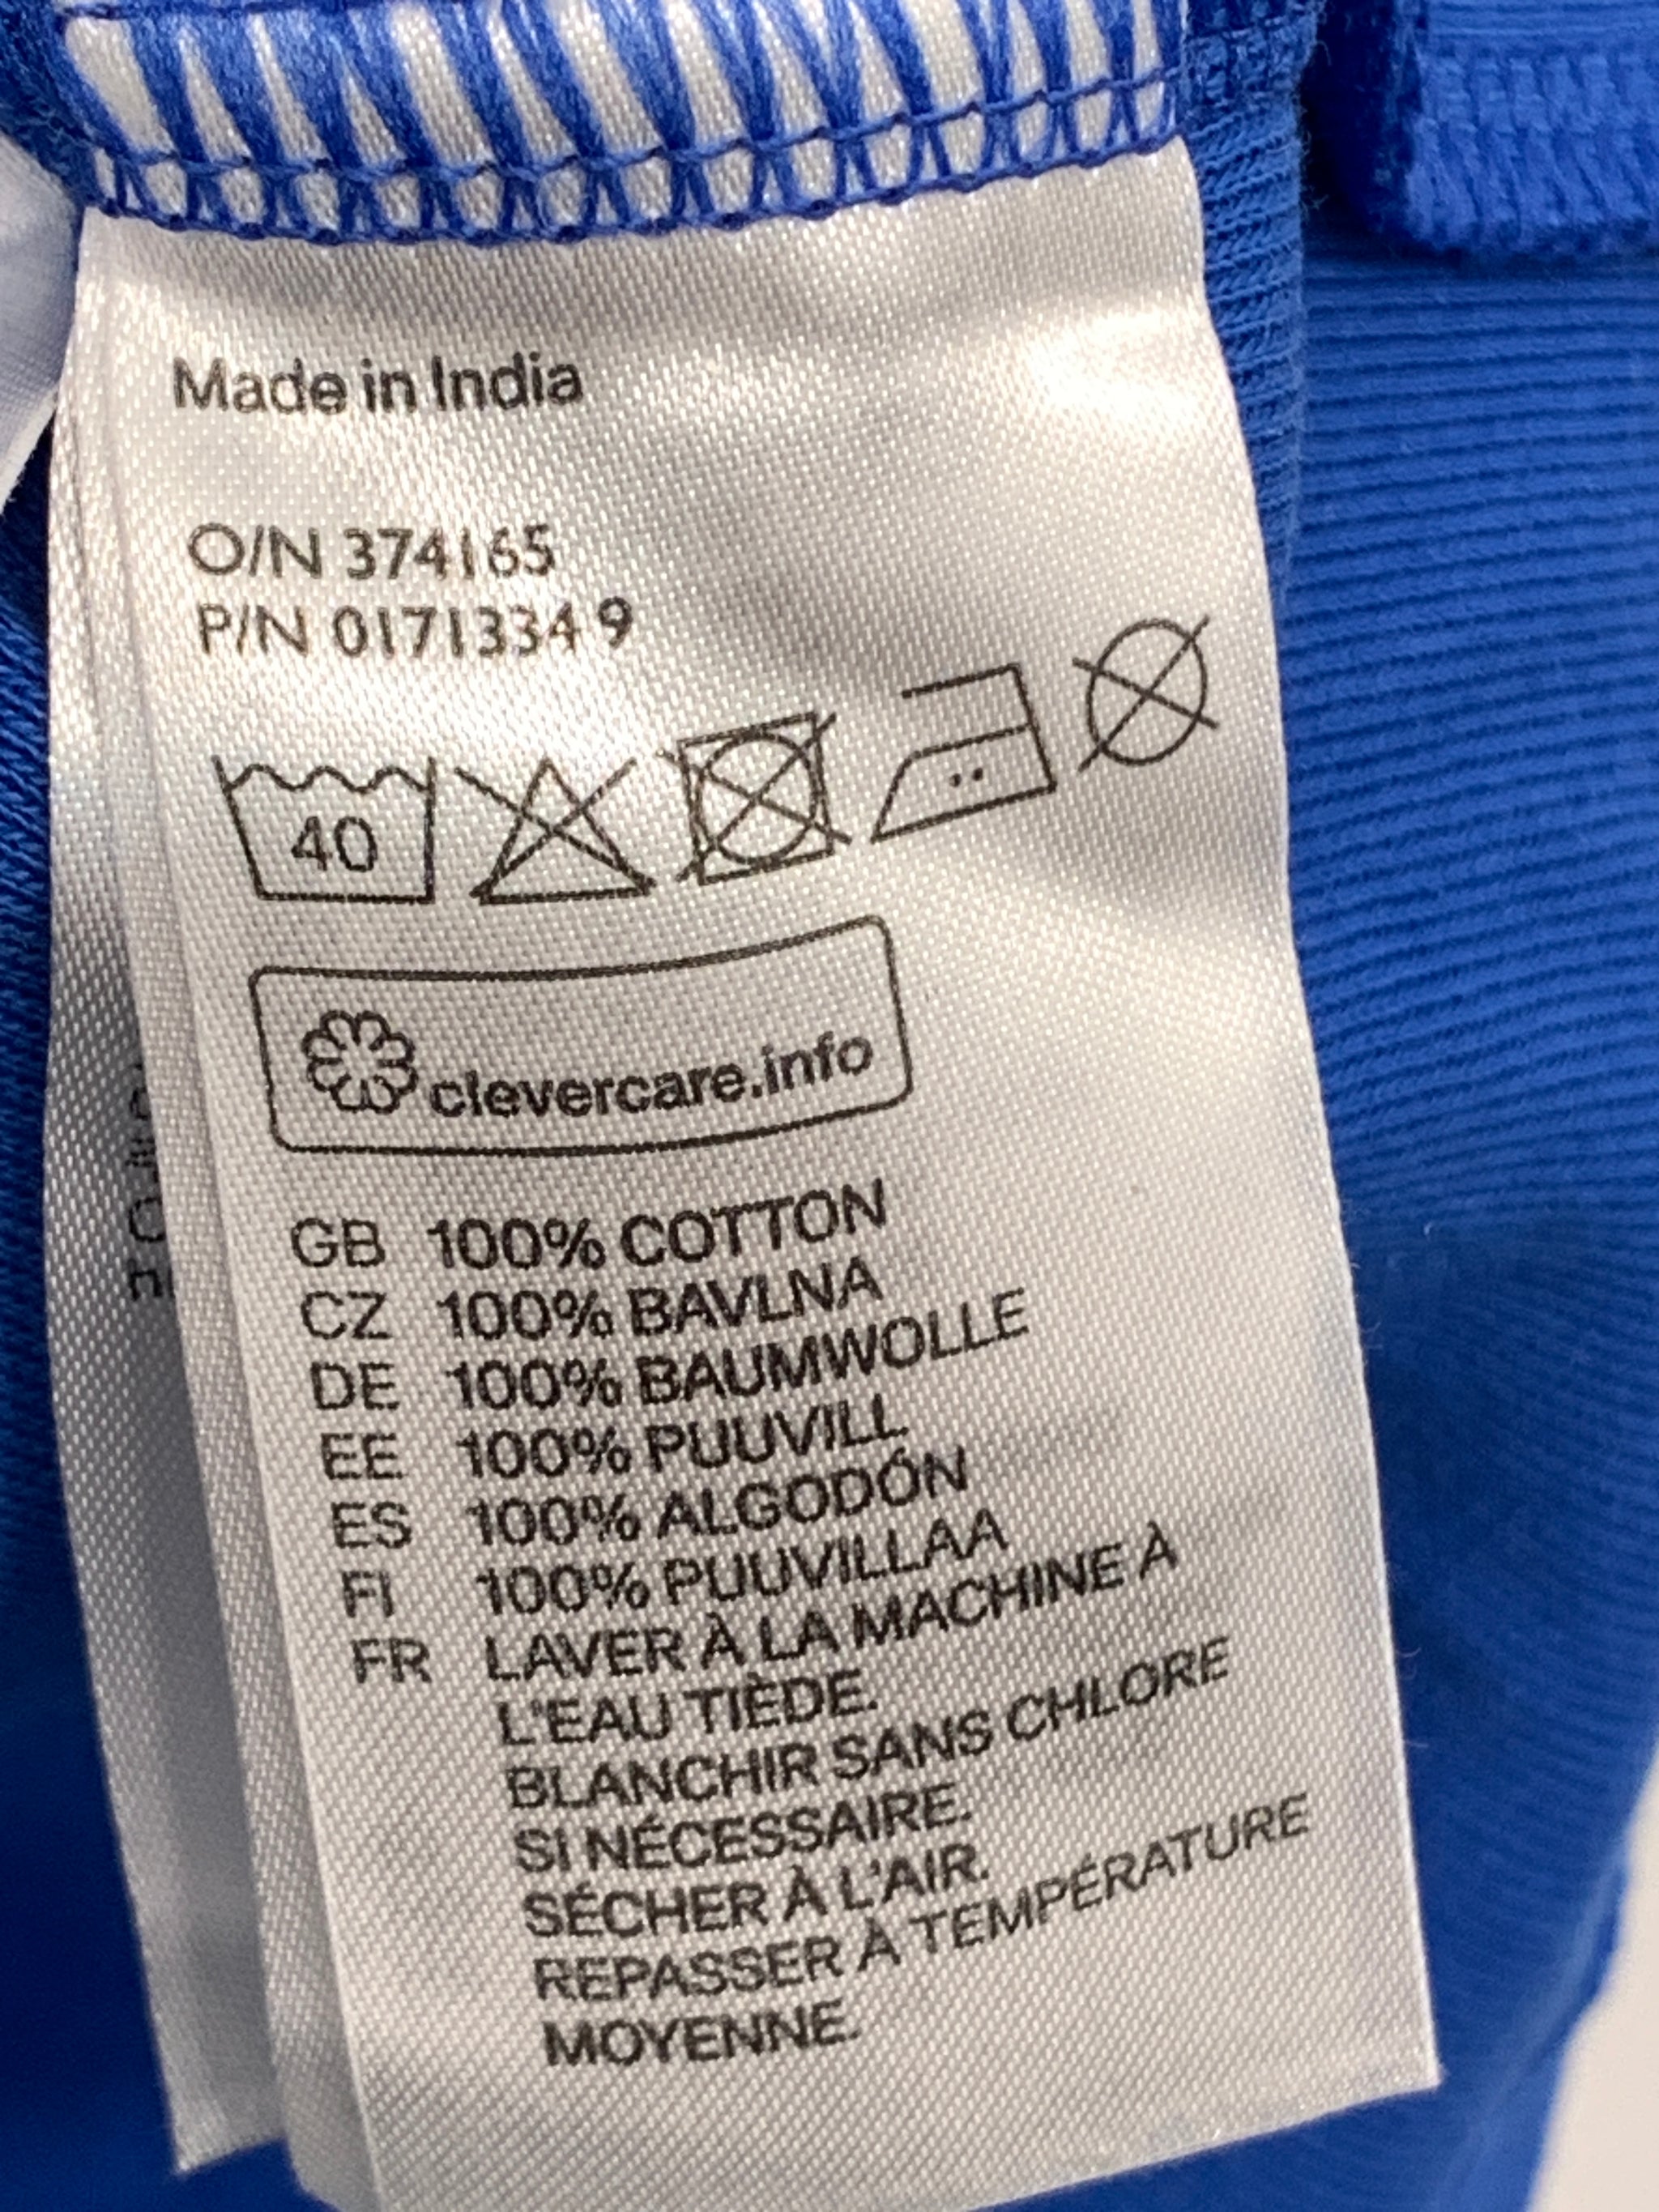 Made in India
O/N 374165
P/N 0171334 9
40
clevercare.info
GB 100% COTTON
CZ 100% BAVLNA
DE 100% BAUMWOLLE
EE 100% PUUVILL
ES 100% ALGODÓN
FI 100% PUUVILLAA
FR LAVER À LA MACHINE À
L'EAU TIÈDE.
BLANCHIR SANS CHLORE
SI NÉCESSAIRE.
SÉCHER À L'AIR.
REPASSER À TEMPÉRATURE
MOYENNE.